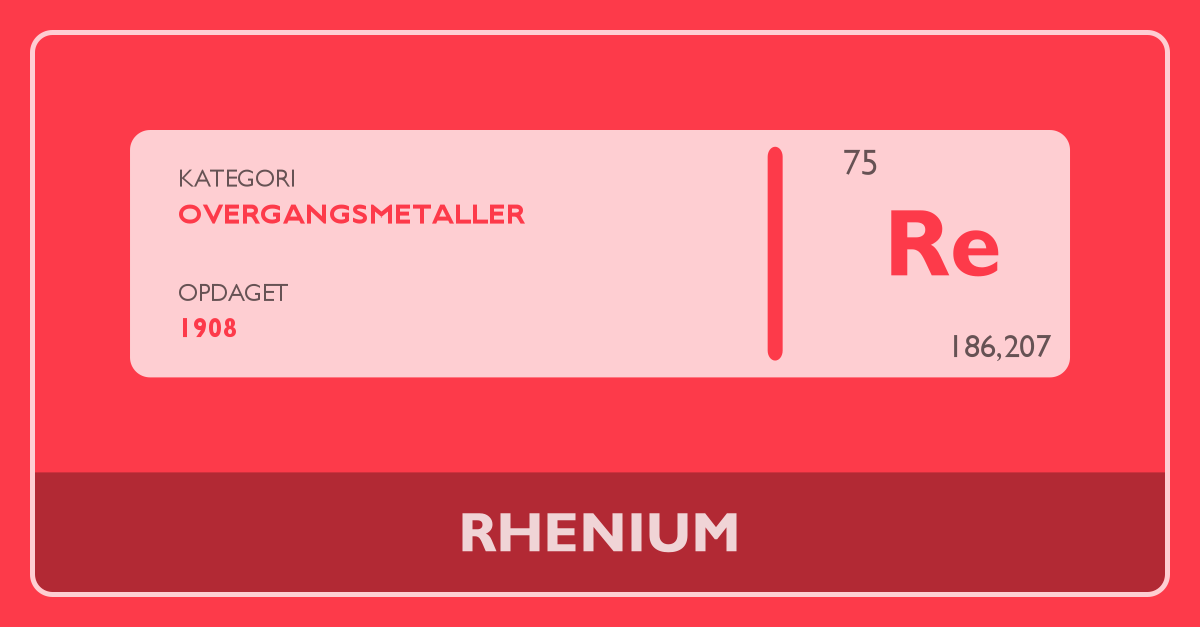 KATEGORI
OVERGANGSMETALLER
OPDAGET
1908
75
Re
186,207
RHENIUM